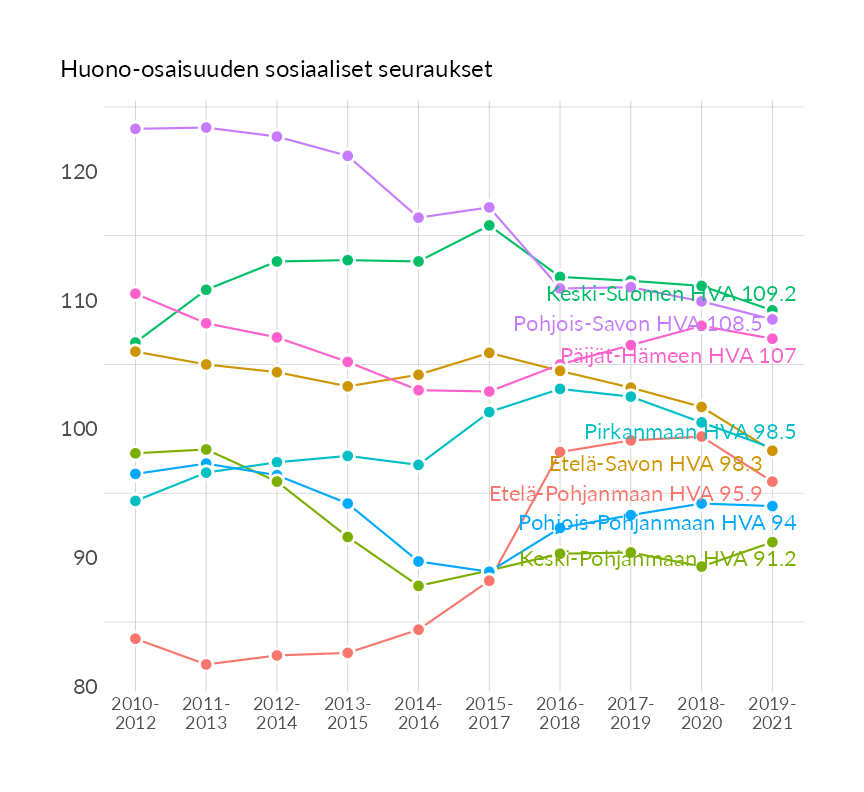 Huono-osaisuuden sosiaaliset seuraukset
120
110
100
90
80
Keski-Suomen HVA 109.2
Pohjois-Savon HVA 108.5
Päijät-Hämeen HVA 107
Pirkanmaan HVA 98.5
Etelä-Savon HVA 98.3
Etelä-Pohjanmaan HVA 95.9
Pohjois-Pohjanmaan HVA 94
Keski-Pohjanmaan HVA 91.2
2010- 2011- 2012- 2013- 2014- 2015- 2016- 2017- 2018- 2019-
2012 2013 2014 2015 2016 2017 2018 2019 2020 2021